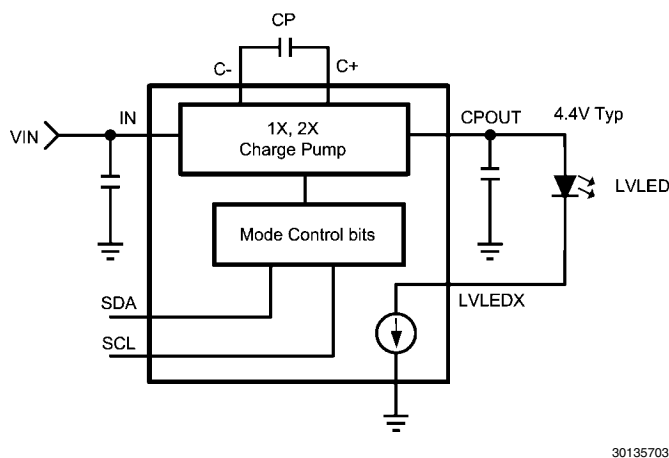 CP
C-
C+
VIN
IN
1X, 2X
Charge Pump
CPOUT
4.4V Typ
LVLED
Mode Control bits
SDA
LVLEDX
SCL
30135703